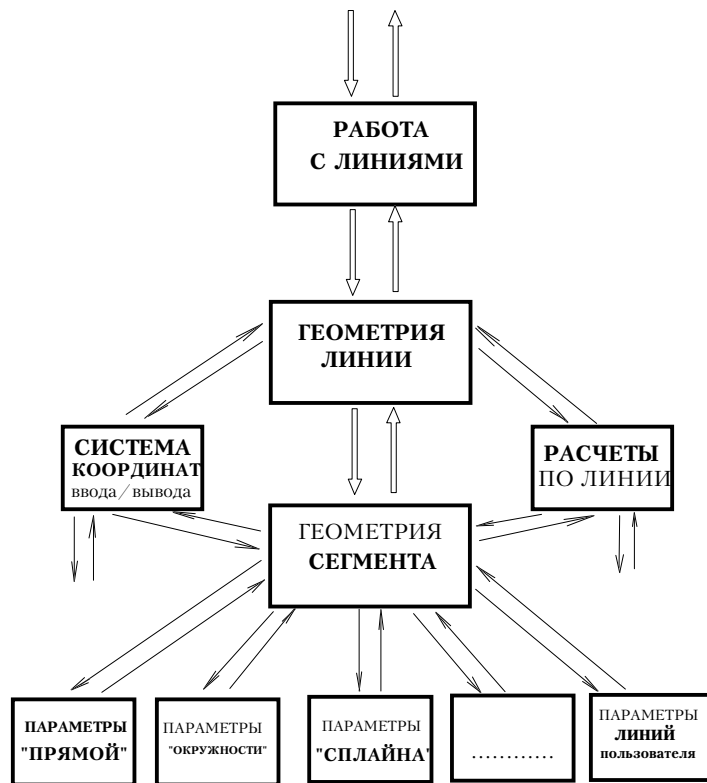 РАБОТА
С ЛИНИЯМИ
ГЕОМЕТРИЯ
ЛИНИИ
СИСТЕМА
КООРДИНАТ
ввода/вывода
РАСЧЕТЫ
ПО ЛИНИИ
ГЕОМЕТРИЯ
СЕГМЕНТА
ПАРАМЕТРЫ
"ПРЯМОЙ"
ПАРАМЕТРЫ
"ОКРУЖНОСТИ"
ПАРАМЕТРЫ
"СПЛАЙНА"
............
ПАРАМЕТРЫ
ЛИНИЙ
пользователя